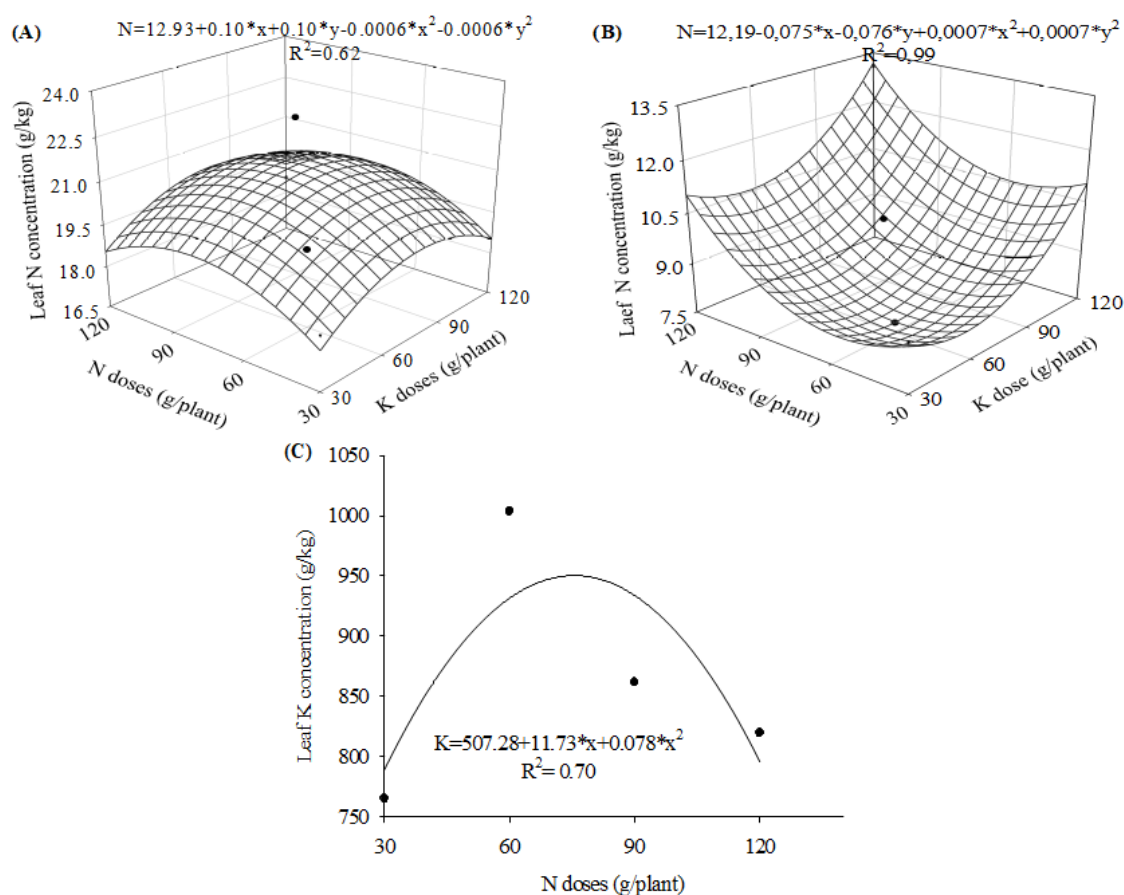 (A) N=12.93+0.10*x+0.10*y-0.0006*x²-0.0006*y²
R²=0.62
Leaf N concentration (g/kg)
24.0
22.5
21.0
19.5
18.0
16.5
120
90
60
30
N doses (g/plant)
30
60
90
120
K doses (g/plant)
(B) N=12,19-0,075*x-0,076*y+0,0007*x²+0,0007*y²
R²=0,99
Laef N concentration (g/kg)
13.5
12.0
10.5
9.0
7.5
120
90
60
30
N doses (g/plant)
30
60
90
120
K dose (g/plant)
(C)
Leaf K concentration (g/kg)
1050
1000
950
900
850
800
750
K=507.28+11.73*x+0.078*x²
R²= 0.70
30 60 90 120
N doses (g/plant)